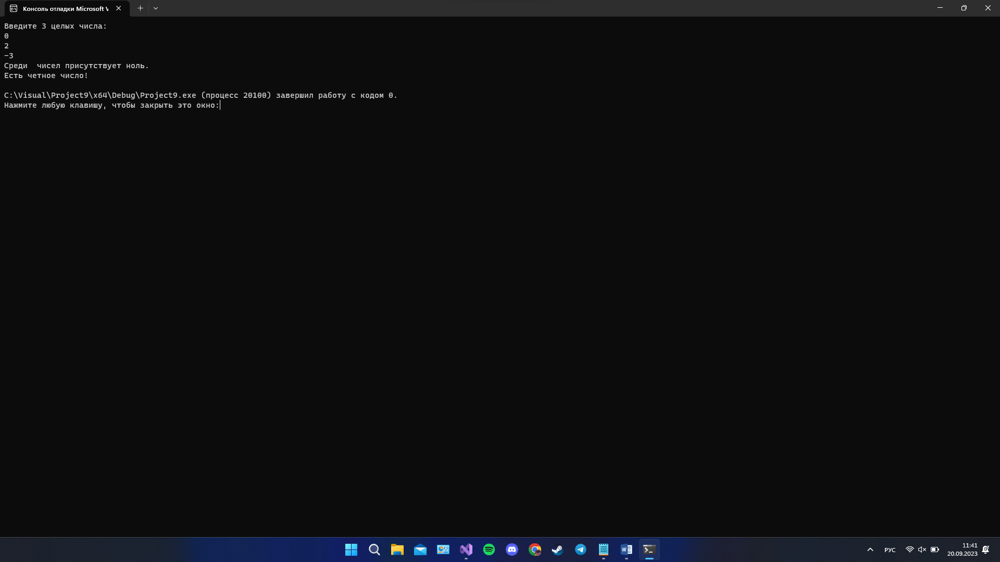 Консоль отладки Microsoft V
Введите 3 целых числа:
0
2
-3
Среди  чисел присутствует ноль.
Есть четное число!
C:\Visual\Project9\x64\Debug\Project9.exe (процесс 20100) завершил работу с кодом 0.
Нажмите любую клавишу, чтобы закрыть это окно:
РУС
11:41
20.09.2023